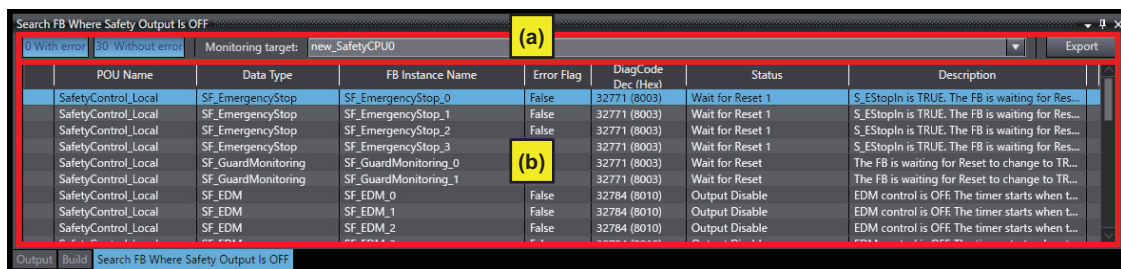 Search FB Where Safety Output Is OFF
0 With error 30 Without error Monitoring target: new_SafetyCPU0 (a) Export
POU Name Data Type FB Instance Name Error Flag DiagCode Dec (Hex) Status Description
SafetyControl_Local SF_EmergencyStop SF_EmergencyStop_0 False 32771 (8003) Wait for Reset 1 S_EStopIn is TRUE. The FB is waiting for Res...
SafetyControl_Local SF_EmergencyStop SF_EmergencyStop_1 False 32771 (8003) Wait for Reset 1 S_EStopIn is TRUE. The FB is waiting for Res...
SafetyControl_Local SF_EmergencyStop SF_EmergencyStop_2 False 32771 (8003) Wait for Reset 1 S_EStopIn is TRUE. The FB is waiting for Res...
SafetyControl_Local SF_EmergencyStop SF_EmergencyStop_3 False 32771 (8003) Wait for Reset 1 S_EStopIn is TRUE. The FB is waiting for Res...
SafetyControl_Local SF_GuardMonitoring SF_GuardMonitoring_0 (b) 32771 (8003) Wait for Reset The FB is waiting for Reset to change to TR...
SafetyControl_Local SF_GuardMonitoring SF_GuardMonitoring_1 32771 (8003) Wait for Reset The FB is waiting for Reset to change to TR...
SafetyControl_Local SF_EDM SF_EDM_0 False 32784 (8010) Output Disable EDM control is OFF. The timer starts when t...
SafetyControl_Local SF_EDM SF_EDM_1 False 32784 (8010) Output Disable EDM control is OFF. The timer starts when t...
SafetyControl_Local SF_EDM SF_EDM_2 False 32784 (8010) Output Disable EDM control is OFF. The timer starts when t...
Output Build Search FB Where Safety Output Is OFF